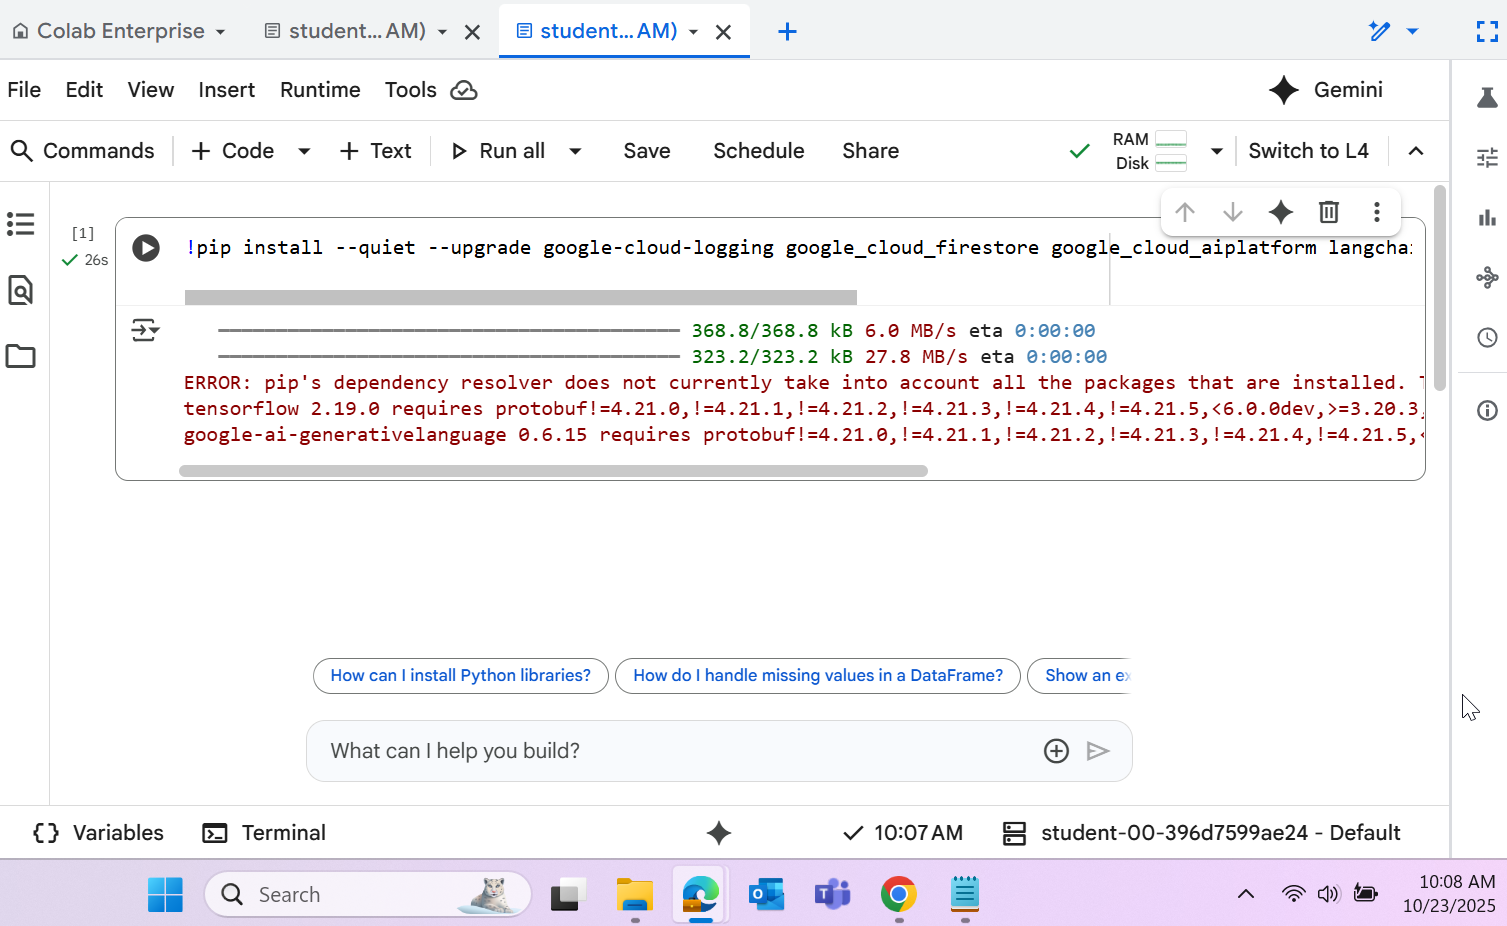 Colab Enterprise
student...AM)
student...AM)
File Edit View Insert Runtime Tools
Gemini
Commands
+ Code
+ Text
Run all
Save
Schedule
Share
RAM
Disk
Switch to L4
[1]
26s
!pip install --quiet --upgrade google-cloud-logging google_cloud_firestore google_cloud_aiplatform langchai
368.8/368.8 kB 6.0 MB/s eta 0:00:00
323.2/323.2 kB 27.8 MB/s eta 0:00:00
ERROR: pip's dependency resolver does not currently take into account all the packages that are installed.
tensorflow 2.19.0 requires protobuf!=4.21.0,!=4.21.1,!=4.21.2,!=4.21.3,!=4.21.4,!=4.21.5,<6.0.0dev,>=3.20.3,
google-ai-generativelanguage 0.6.15 requires protobuf!=4.21.0,!=4.21.1,!=4.21.2,!=4.21.3,!=4.21.4,!=4.21.5,<
How can I install Python libraries?
How do I handle missing values in a DataFrame?
Show an ex
What can I help you build?
Variables
Terminal
10:07 AM
student-00-396d7599ae24 - Default
Search
10:08 AM
10/23/2025